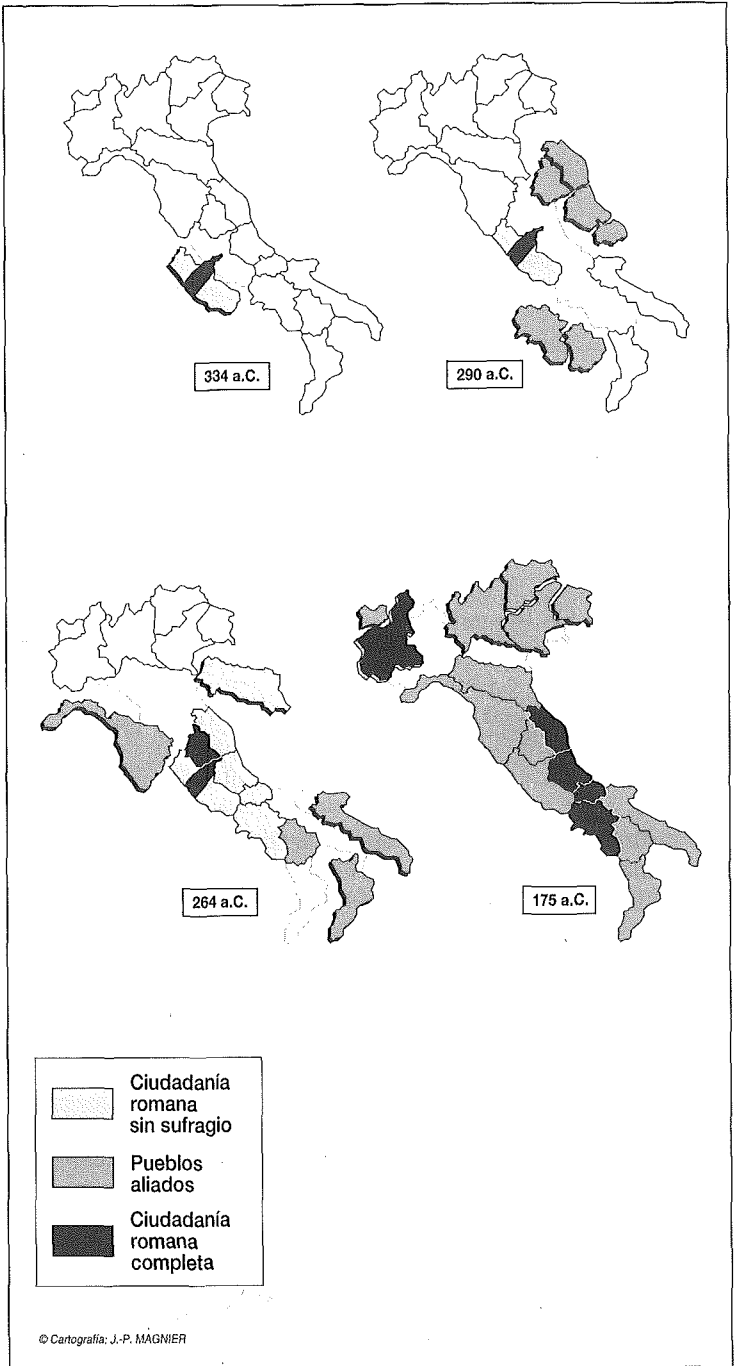 334 a.C.
290 a.C.
264 a.C.
175 a.C.
Ciudadanía
romana
sin sufragio
Pueblos
aliados
Ciudadanía
romana
completa
© Cartografía: J.-P. MAGNIER